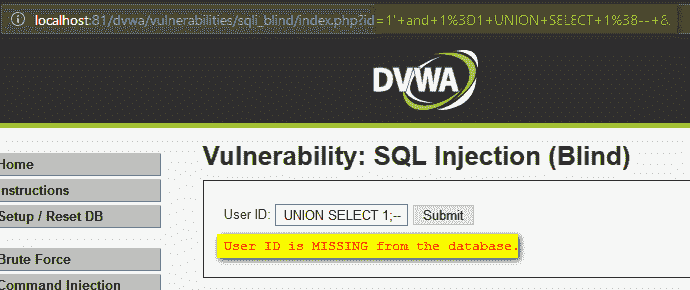 localhost:81/dvwa/vulnerabilities/sqli_blind/index.php?id=1'+and+1%3D1+UNION+SELECT+1%3B--+&.
DVWA
Vulnerability: SQL Injection (Blind)
Home
Instructions
User ID: UNION SELECT 1;-- Submit
Setup / Reset DB
User ID is MISSING from the database.
Brute Force
Command Injection